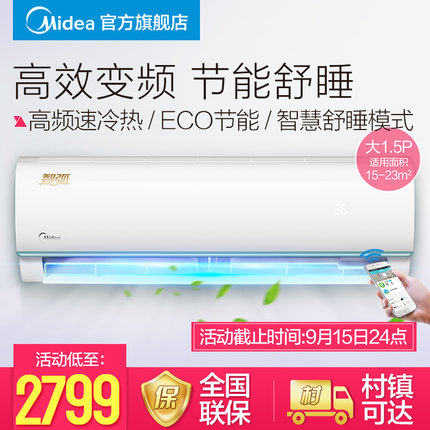 Midea 官方旗舰店
高效变频 节能舒睡
高频速冷热 / ECO节能 / 智慧舒睡模式
大1.5P
适用面积
15-23m²
智弧
26
Midea
活动截止时间:9月15日24点
活动低至:
2799
保
全国
联保
村
村镇
可达